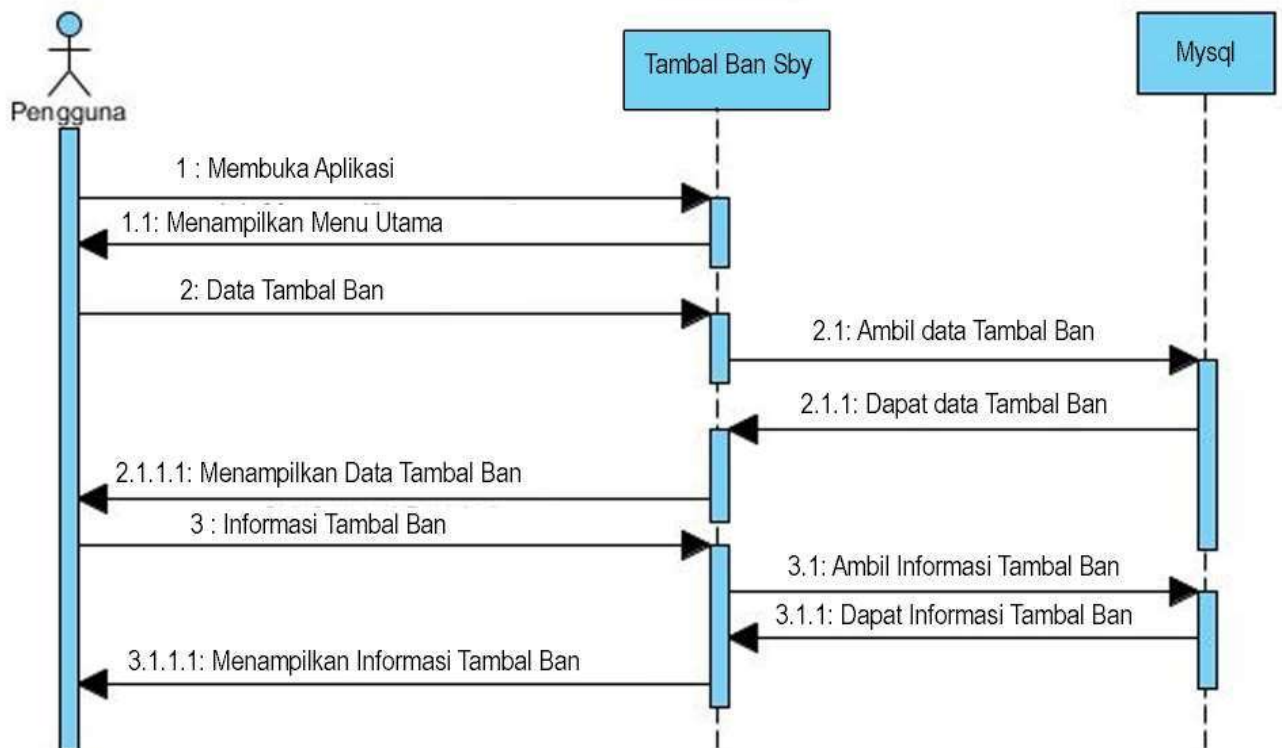 Pengguna
Tambal Ban Sby
Mysql
1 : Membuka Aplikasi
1.1: Menampilkan Menu Utama
2: Data Tambal Ban
2.1: Ambil data Tambal Ban
2.1.1: Dapat data Tambal Ban
2.1.1.1: Menampilkan Data Tambal Ban
3 : Informasi Tambal Ban
3.1: Ambil Informasi Tambal Ban
3.1.1: Dapat Informasi Tambal Ban
3.1.1.1: Menampilkan Informasi Tambal Ban